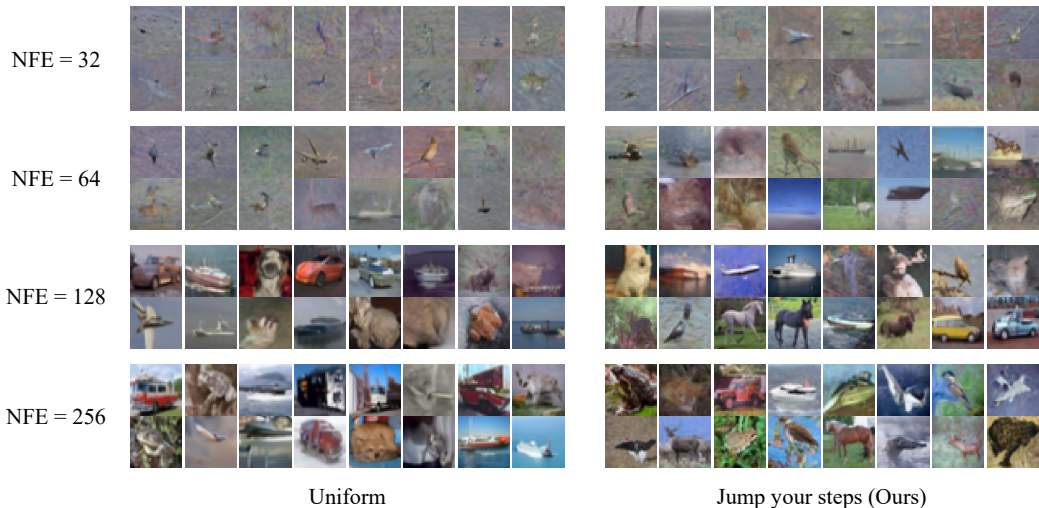 NFE = 32
NFE = 64
NFE = 128
NFE = 256
Uniform
Jump your steps (Ours)